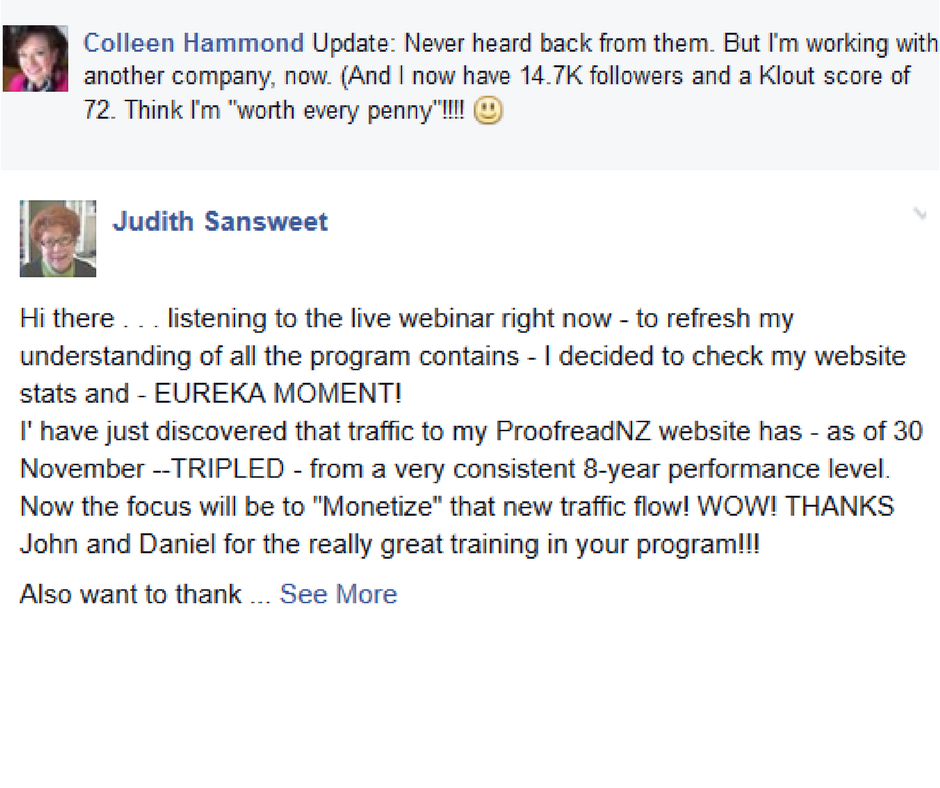 Colleen Hammond Update: Never heard back from them. But I'm working with
another company, now. (And I now have 14.7K followers and a Klout score of
72. Think I'm "worth every penny"!!!! 🙂
Judith Sansweet
Hi there . . . listening to the live webinar right now - to refresh my
understanding of all the program contains - I decided to check my website
stats and - EUREKA MOMENT!
I' have just discovered that traffic to my ProofreadNZ website has - as of 30
November --TRIPLED - from a very consistent 8-year performance level.
Now the focus will be to "Monetize" that new traffic flow! WOW! THANKS
John and Daniel for the really great training in your program!!!
Also want to thank ... See More